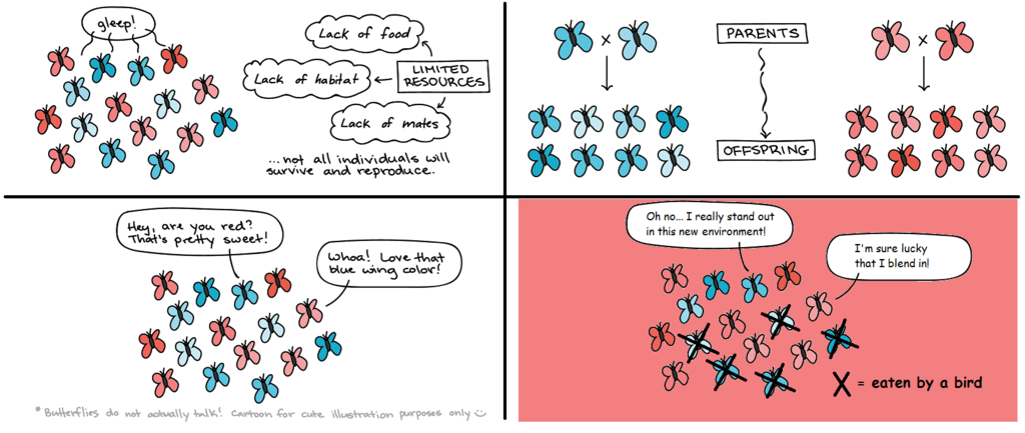 gleep!
Lack of food
Lack of habitat
LIMITED
RESOURCES
Lack of mates
...not all individuals will
survive and reproduce.
x
PARENTS
x
OFFSPRING
Hey, are you red?
That's pretty sweet!
Whoa! Love that
blue wing color!
* Butterflies do not actually talk! Cartoon for cute illustration purposes only
Oh no... I really stand out
in this new environment!
I'm sure lucky
that I blend in!
X = eaten by a bird